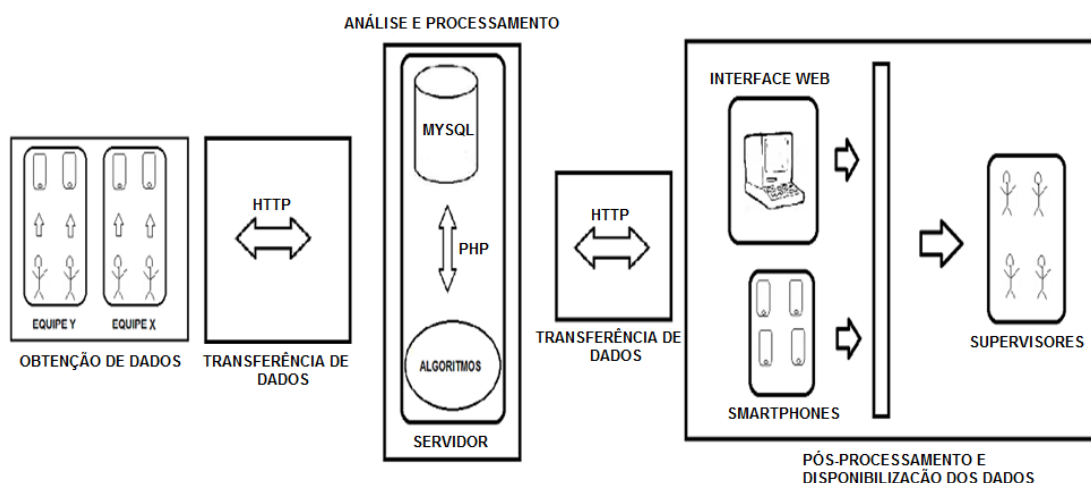 ANÁLISE E PROCESSAMENTO
MYSQL
PHP
ALGORITMOS
SERVIDOR
EQUIPE Y
EQUIPE X
OBTENÇÃO DE DADOS
HTTP
TRANSFERÊNCIA DE
DADOS
HTTP
TRANSFERÊNCIA DE
DADOS
INTERFACE WEB
SMARTPHONES
SUPERVISORES
PÓS-PROCESSAMENTO E
DISPONIBILIZAÇÃO DOS DADOS